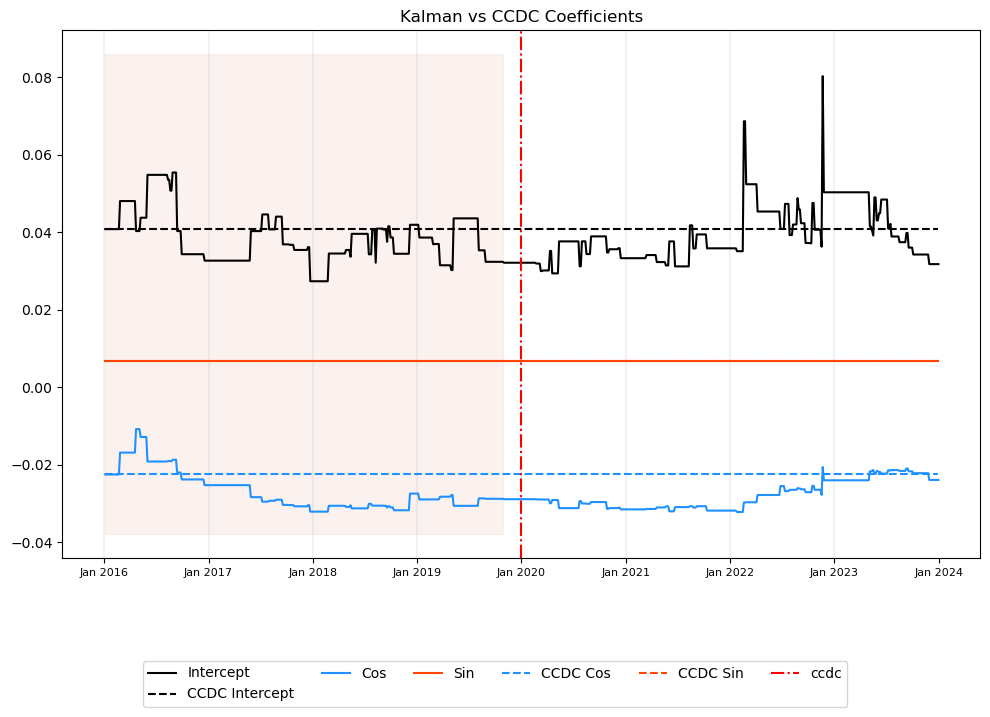 Kalman vs CCDC Coefficients
0.08
0.06
0.04
0.02
0.00
−0.02
−0.04
Jan 2016 Jan 2017 Jan 2018 Jan 2019 Jan 2020 Jan 2021 Jan 2022 Jan 2023 Jan 2024
Intercept Cos Sin CCDC Cos CCDC Sin ccdc
CCDC Intercept